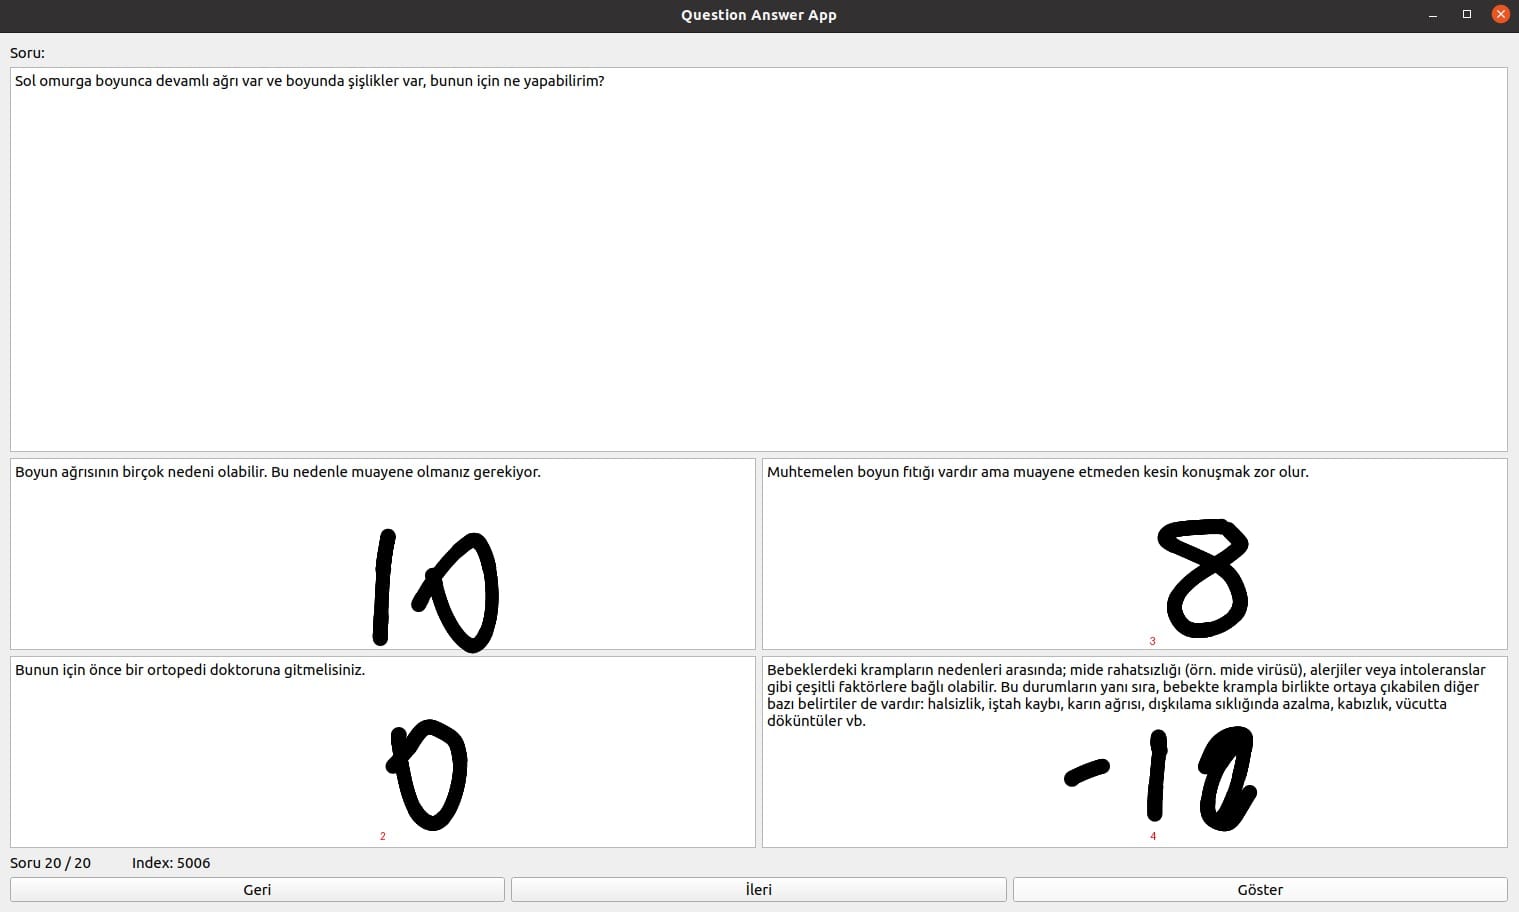 Question Answer App
Soru:
Sol omurga boyunca devamlı ağrı var ve boyunda şişlikler var, bunun için ne yapabilirim?
Boyun ağrısının birçok nedeni olabilir. Bu nedenle muayene olmanız gerekiyor.
10
Muhtemelen boyun fıtığı vardır ama muayene etmeden kesin konuşmak zor olur.
8
3
Bunun için önce bir ortopedi doktoruna gitmelisiniz.
0
2
Bebeklerdeki krampların nedenleri arasında; mide rahatsızlığı (örn. mide virüsü), alerjiler veya intoleranslar
gibi çeşitli faktörlere bağlı olabilir. Bu durumların yanı sıra, bebekte krampla birlikte ortaya çıkabilen diğer
bazı belirtiler de vardır: halsizlik, iştah kaybı, karın ağrısı, dışkılama sıklığında azalma, kabızlık, vücutta
döküntüler vb.
4
Soru 20 / 20 Index: 5006
Geri İleri Göster